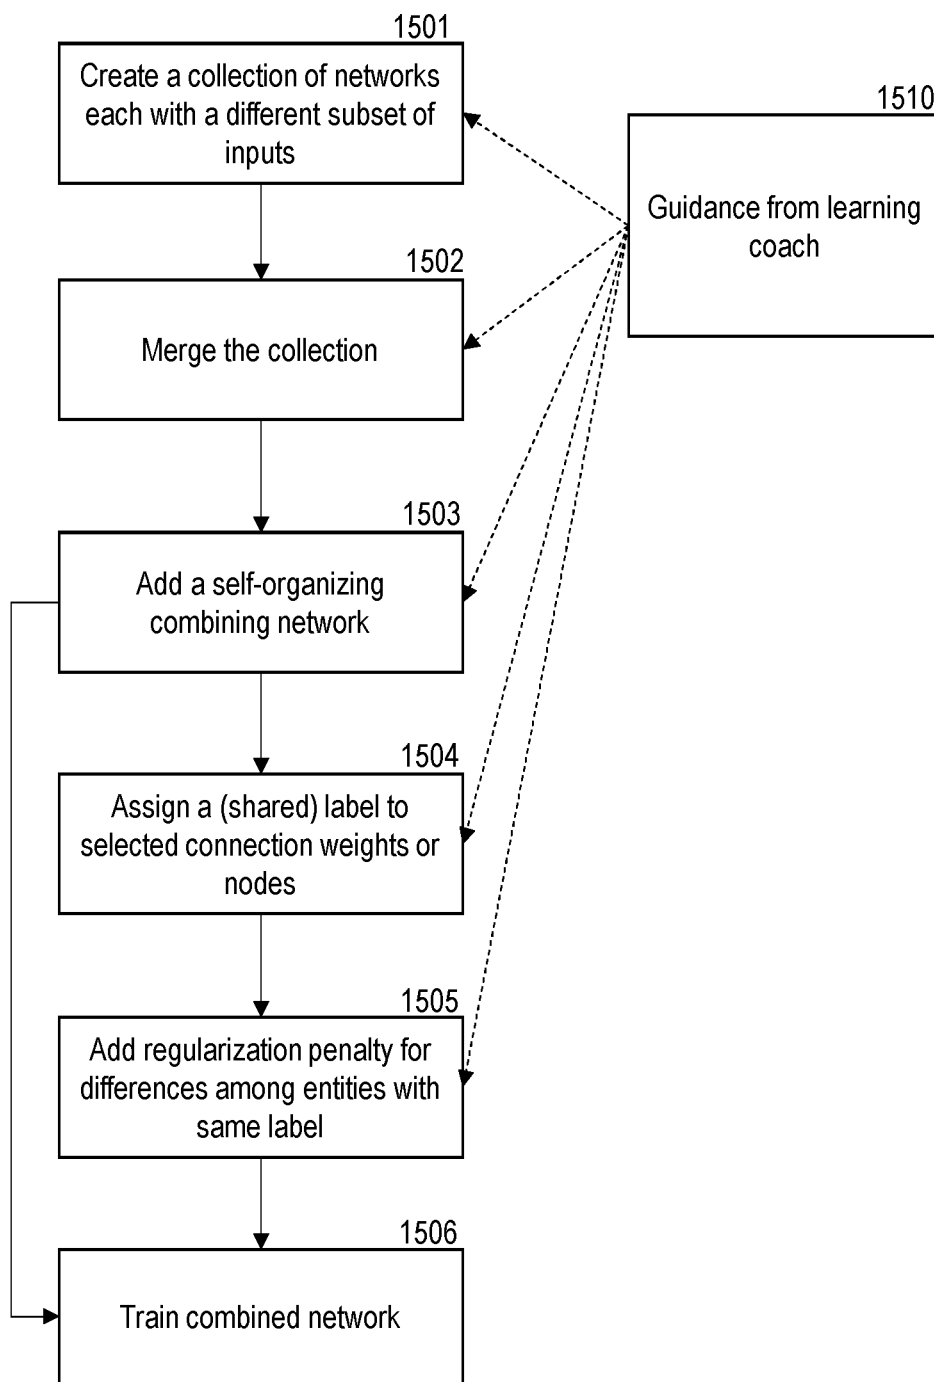 1501
Create a collection of networks
each with a different subset of
inputs
1510
Guidance from learning
coach
1502
Merge the collection
1503
Add a self-organizing
combining network
1504
Assign a (shared) label to
selected connection weights or
nodes
1505
Add regularization penalty for
differences among entities with
same label
1506
Train combined network